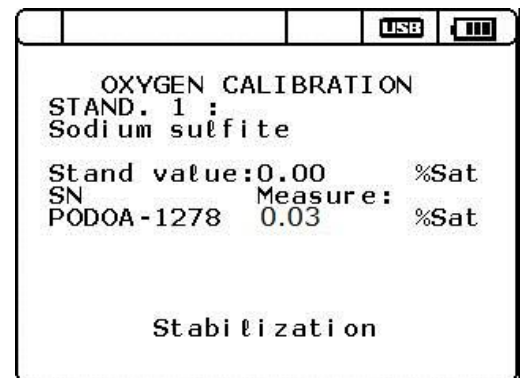 USB
OXYGEN CALIBRATION
STAND. 1 :
Sodium sulfite
Stand value:0.00 %Sat
SN Measure:
PODOA-1278 0.03 %Sat
Stabilization